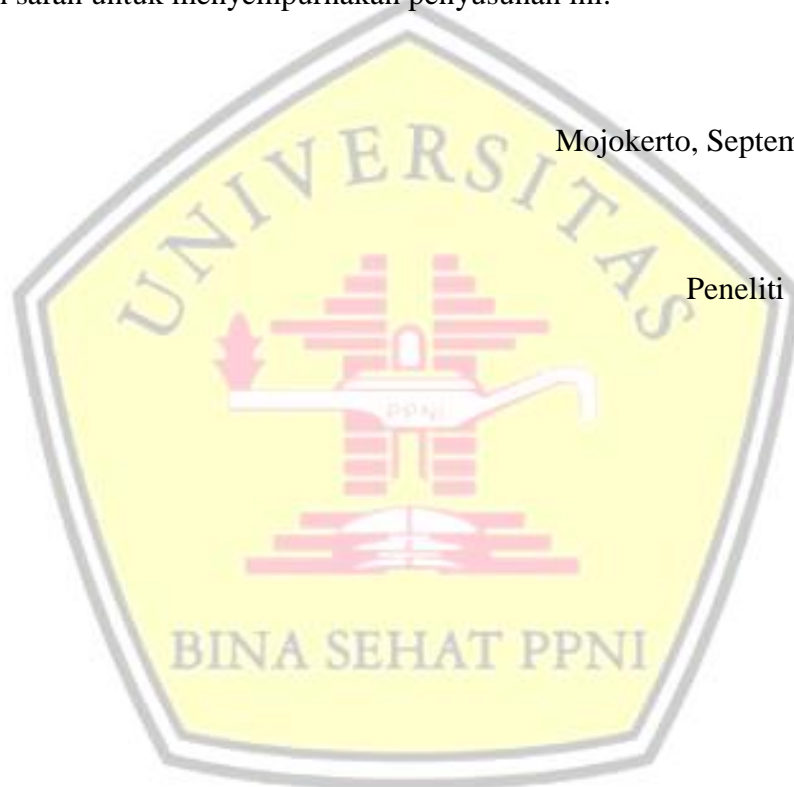 saran untuk menyempurnakan penyusunan ini.
Mojokerto, Septem
Peneliti
UNIVERSITAS
PPNI
BINA SEHAT PPNI